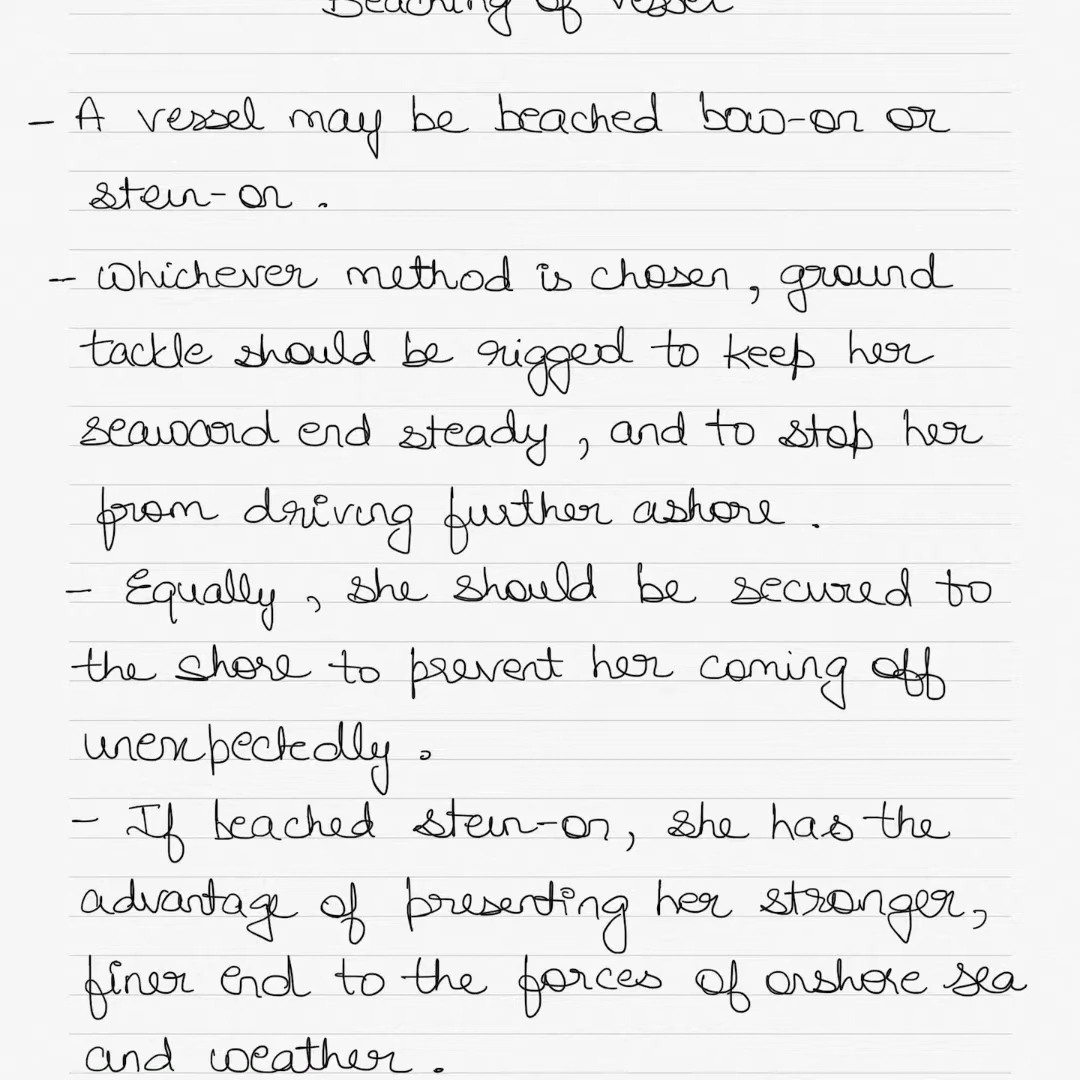 Beaching of vessel
- A vessel may be beached bow-on or
stern-on.
- Whichever method is chosen, ground
tackle should be rigged to keep her
seaward end steady, and to stop her
from driving further ashore.
- Equally, she should be secured to
the shore to prevent her coming off
unexpectedly.
- If beached stern-on, she has the
advantage of presenting her stronger,
finer end to the forces of onshore sea
and weather.